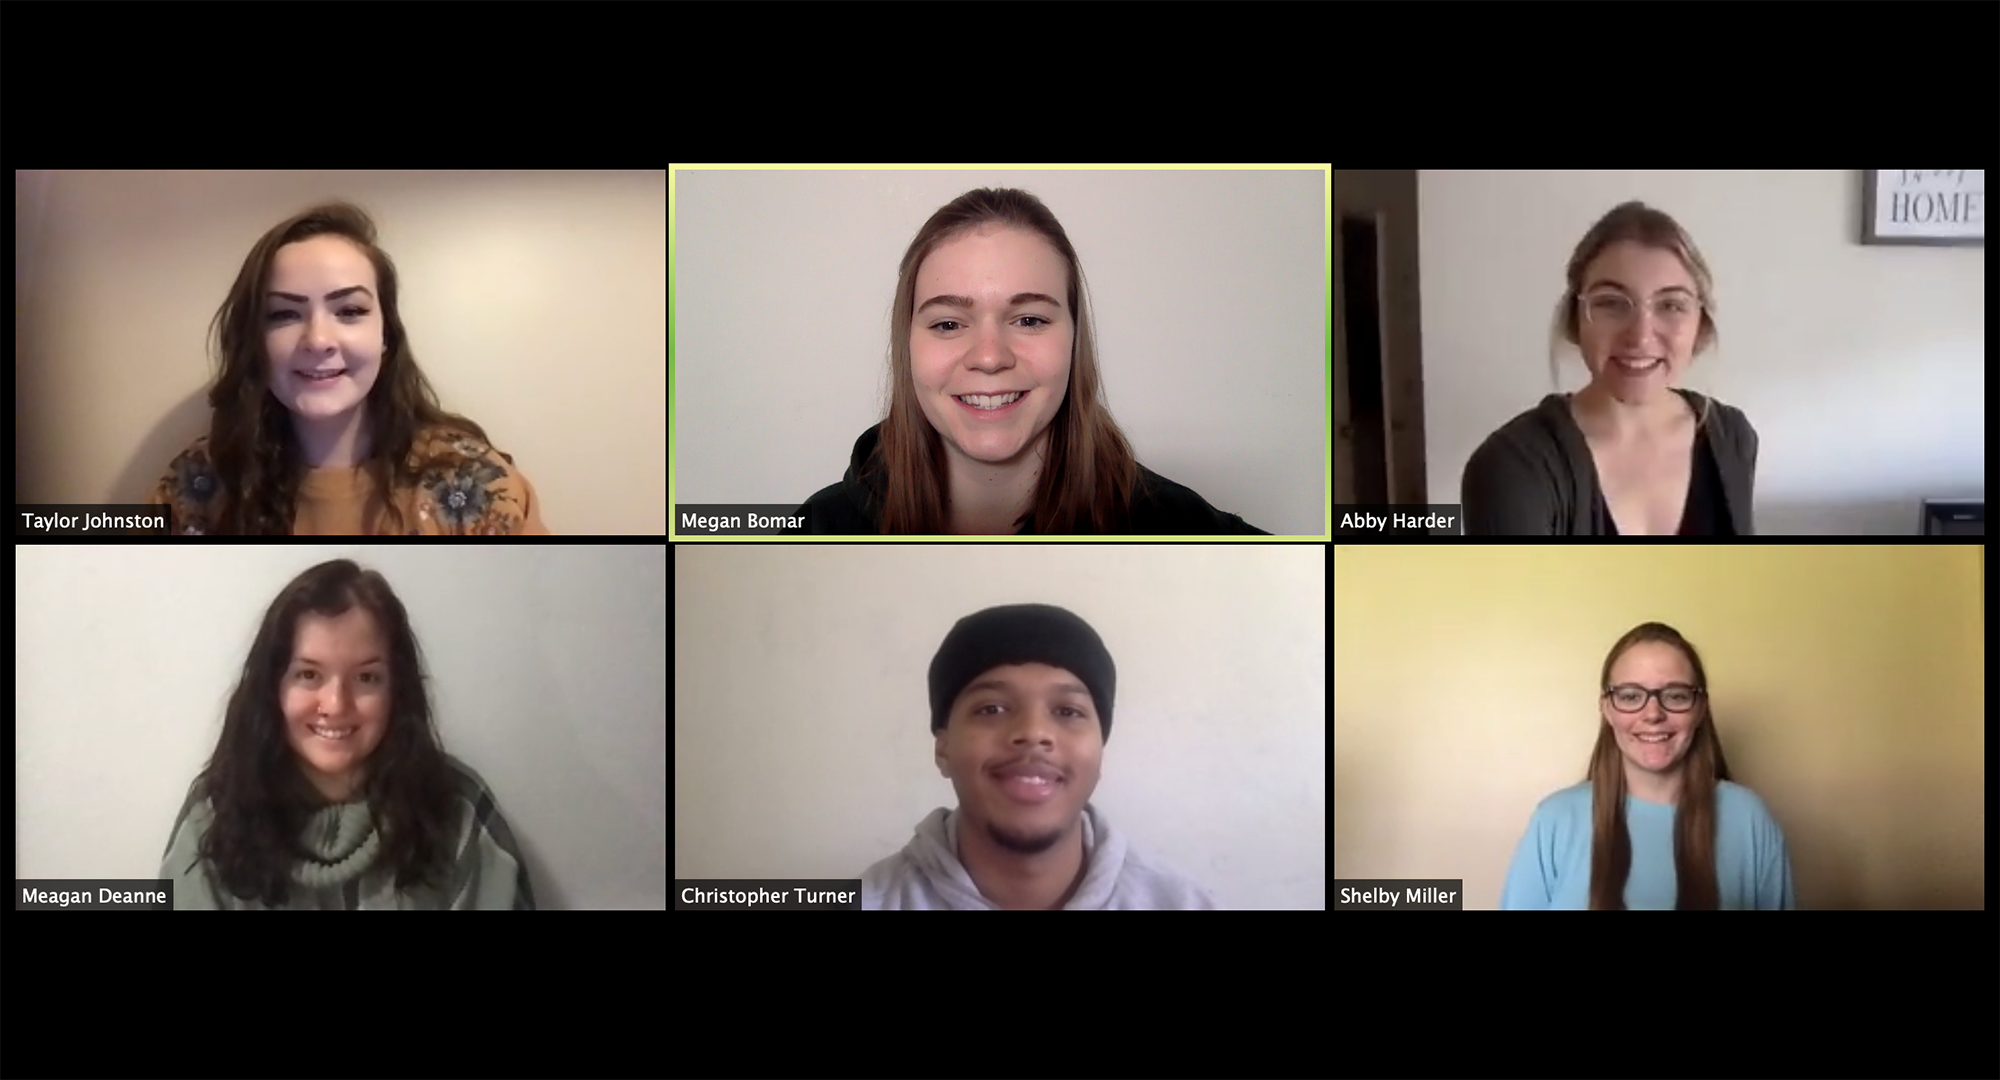 HOME
Taylor Johnston
Megan Bomar
Abby Harder
Meagan Deanne
Christopher Turner
Shelby Miller